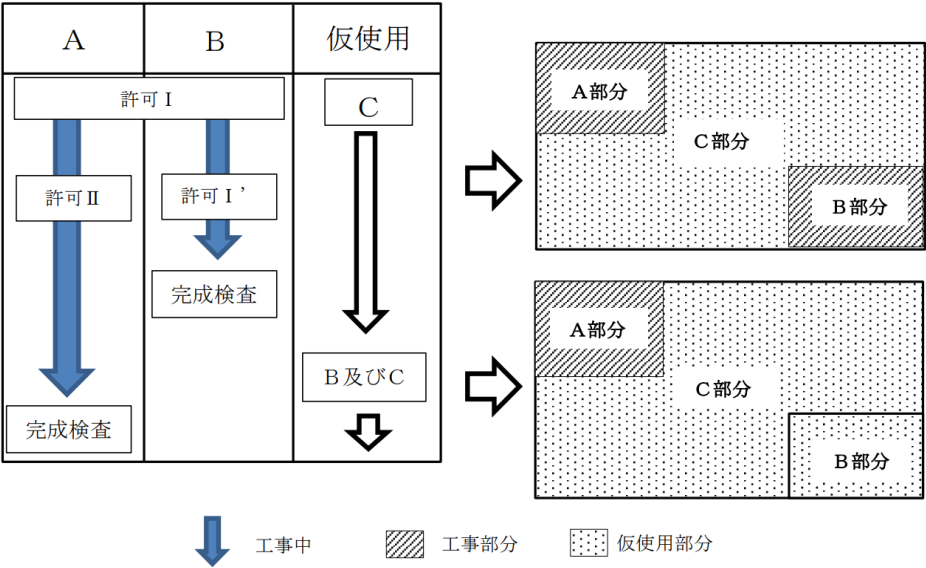 A
B
仮使用
許可Ⅰ
C
許可Ⅱ
許可Ⅰ’
完成検査
B及びC
完成検査
A部分
C部分
B部分
A部分
C部分
B部分
工事中
工事部分
仮使用部分